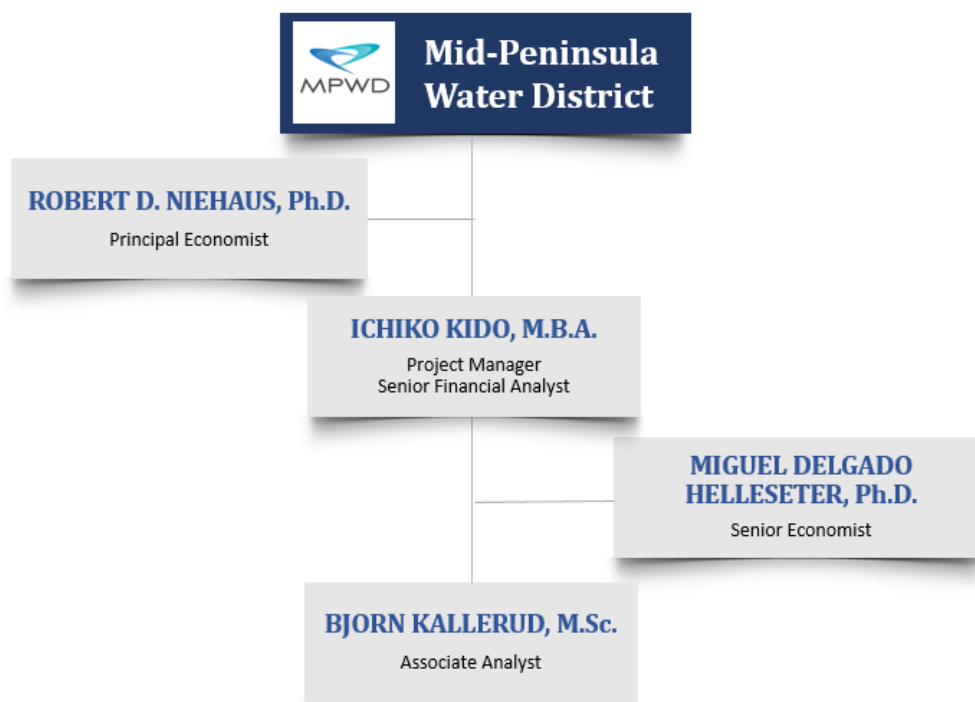 MPWD
Mid-Peninsula
Water District
ROBERT D. NIEHAUS, Ph.D.
Principal Economist
ICHIKO KIDO, M.B.A.
Project Manager
Senior Financial Analyst
MIGUEL DELGADO
HELLESETER, Ph.D.
Senior Economist
BJORN KALLERUD, M.Sc.
Associate Analyst